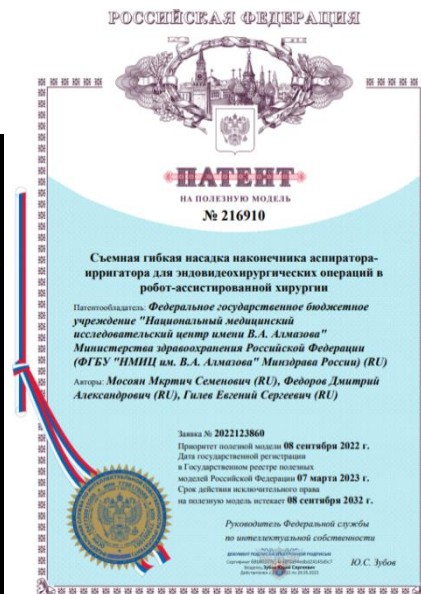 РОССИЙСКАЯ ФЕДЕРАЦИЯ
ПАТЕНТ
НА ПОЛЕЗНУЮ МОДЕЛЬ
№ 216910
Съемная гибкая насадка наконечника аспиратора-
ирригатора для эндовидеохирургических операций в
робот-ассистированной хирургии
Патентообладатель: Федеральное государственное бюджетное
учреждение "Национальный медицинский
исследовательский центр имени В.А. Алмазова"
Министерства здравоохранения Российской Федерации
(ФГБУ "НМИЦ им. В.А. Алмазова" Минздрава России) (RU)
Авторы: Мосоян Мкртич Семенович (RU), Федоров Дмитрий
Александрович (RU), Гилев Евгений Сергеевич (RU)
Заявка № 2022123860
Приоритет полезной модели 08 сентября 2022 г.
Дата государственной регистрации
в Государственном реестре полезных
моделей Российской Федерации 07 марта 2023 г.
Срок действия исключительного права
на полезную модель истекает 08 сентября 2032 г.
Руководитель Федеральной службы
по интеллектуальной собственности
ДОКУМЕНТ ПОДПИСАН ЭЛЕКТРОННОЙ ПОДПИСЬЮ
Ю.С. Зубов